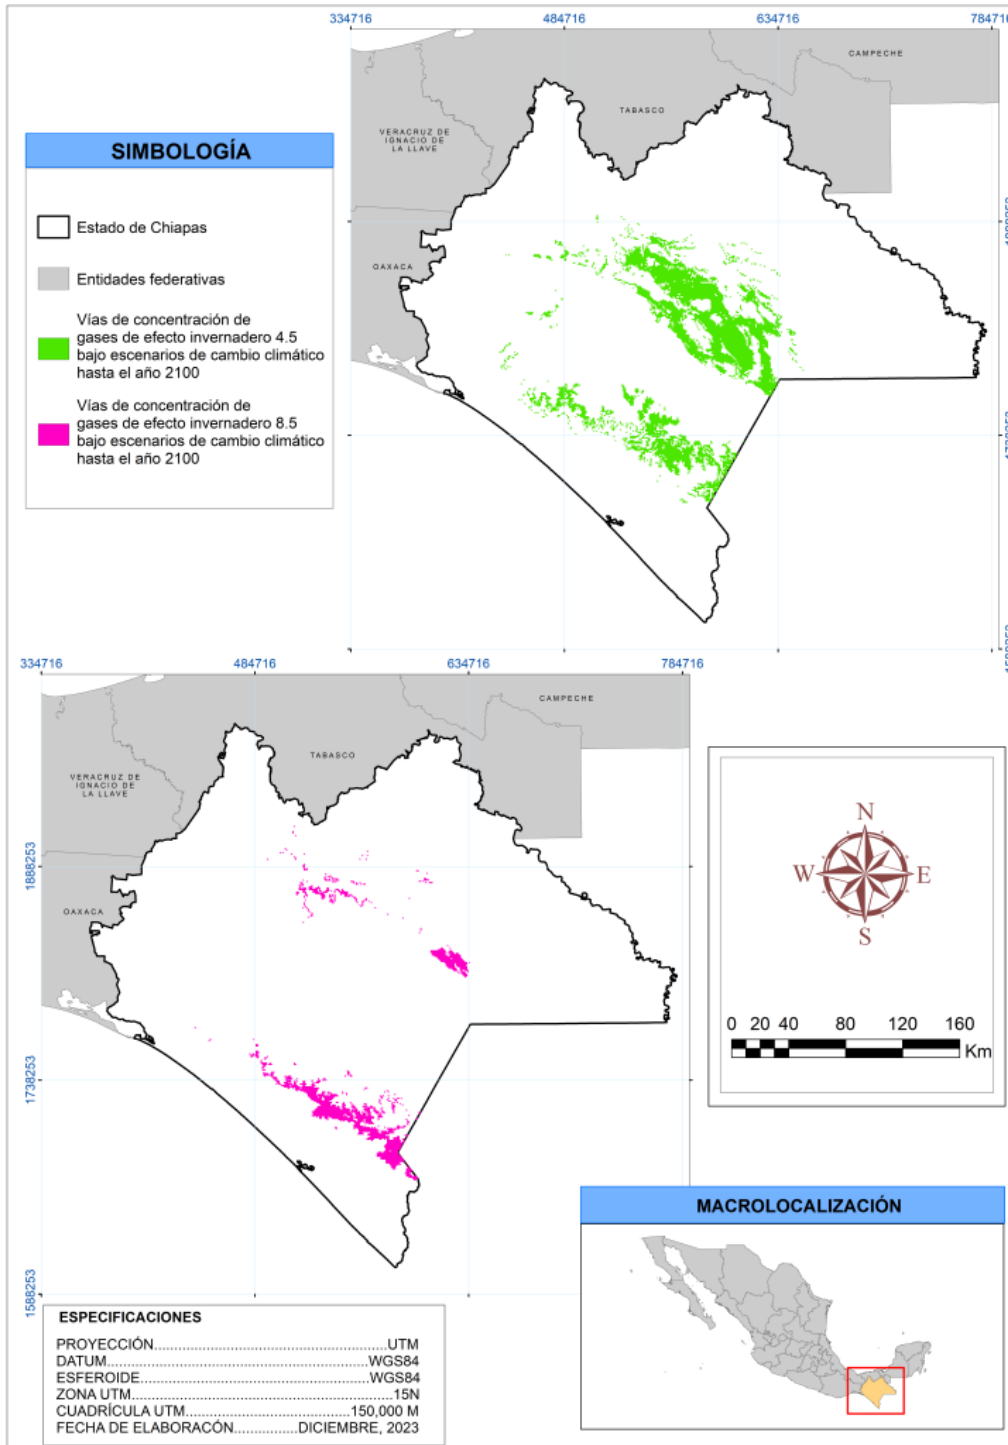 334716 484716 634716 784716
CAMPECHE
TABASCO
VERACRUZ DE
IGNACIO DE
LA LLAVE
OAXACA
1738253
SIMBOLOGÍA
Estado de Chiapas
Entidades federativas
Vías de concentración de
gases de efecto invernadero 4.5
bajo escenarios de cambio climático
hasta el año 2100
Vías de concentración de
gases de efecto invernadero 8.5
bajo escenarios de cambio climático
hasta el año 2100
334716 484716 634716 784716
CAMPECHE
TABASCO
VERACRUZ DE
IGNACIO DE
LA LLAVE
OAXACA
1888253
1738253
1588253
N
W E
S
0 20 40 80 120 160
Km
MACROLOCALIZACIÓN
ESPECIFICACIONES
PROYECCIÓN.......................................................UTM
DATUM..............................................................WGS84
ESFEROIDE......................................................WGS84
ZONA UTM..............................................................15N
CUADRÍCULA UTM..................................150,000 M
FECHA DE ELABORACÓN................DICIEMBRE, 2023